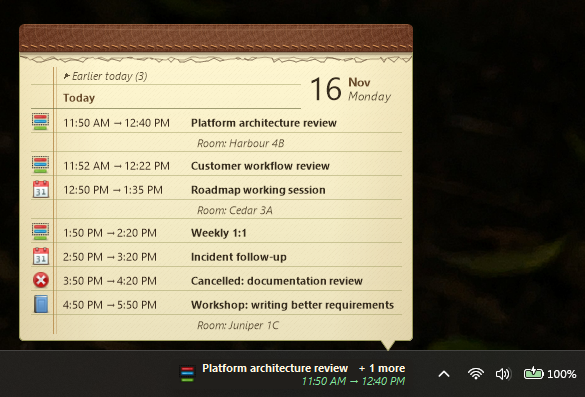 Earlier today (3)
16 Nov
Monday
Today
11:50 AM → 12:40 PM Platform architecture review
Room: Harbour 4B
11:52 AM → 12:22 PM Customer workflow review
31 12:50 PM → 1:35 PM Roadmap working session
Room: Cedar 3A
1:50 PM → 2:20 PM Weekly 1:1
31 2:50 PM → 3:20 PM Incident follow-up
3:50 PM → 4:20 PM Cancelled: documentation review
4:50 PM → 5:50 PM Workshop: writing better requirements
Room: Juniper 1C
Platform architecture review + 1 more
11:50 AM → 12:40 PM
100%